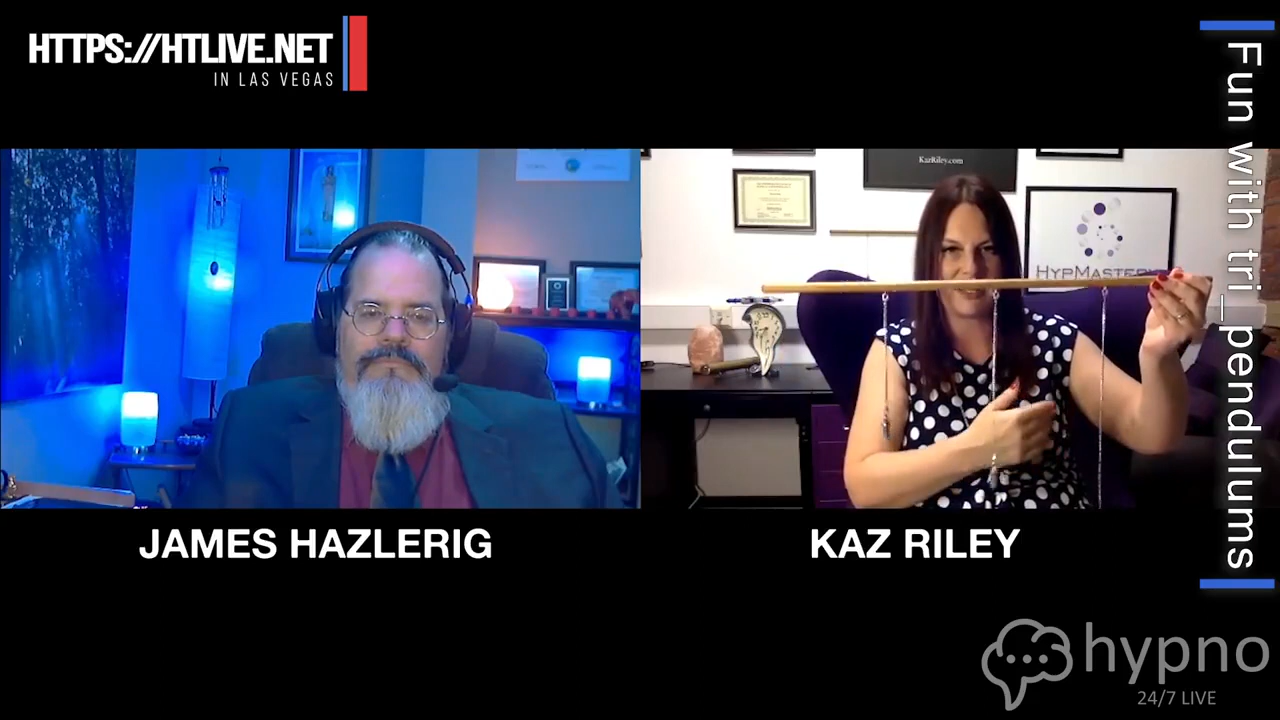 HTTPS://HTLIVE.NET
IN LAS VEGAS
Fun with tri_pendulums
KazRiley.com
JAMES HAZLERIG
KAZ RILEY
hypno
24/7 LIVE